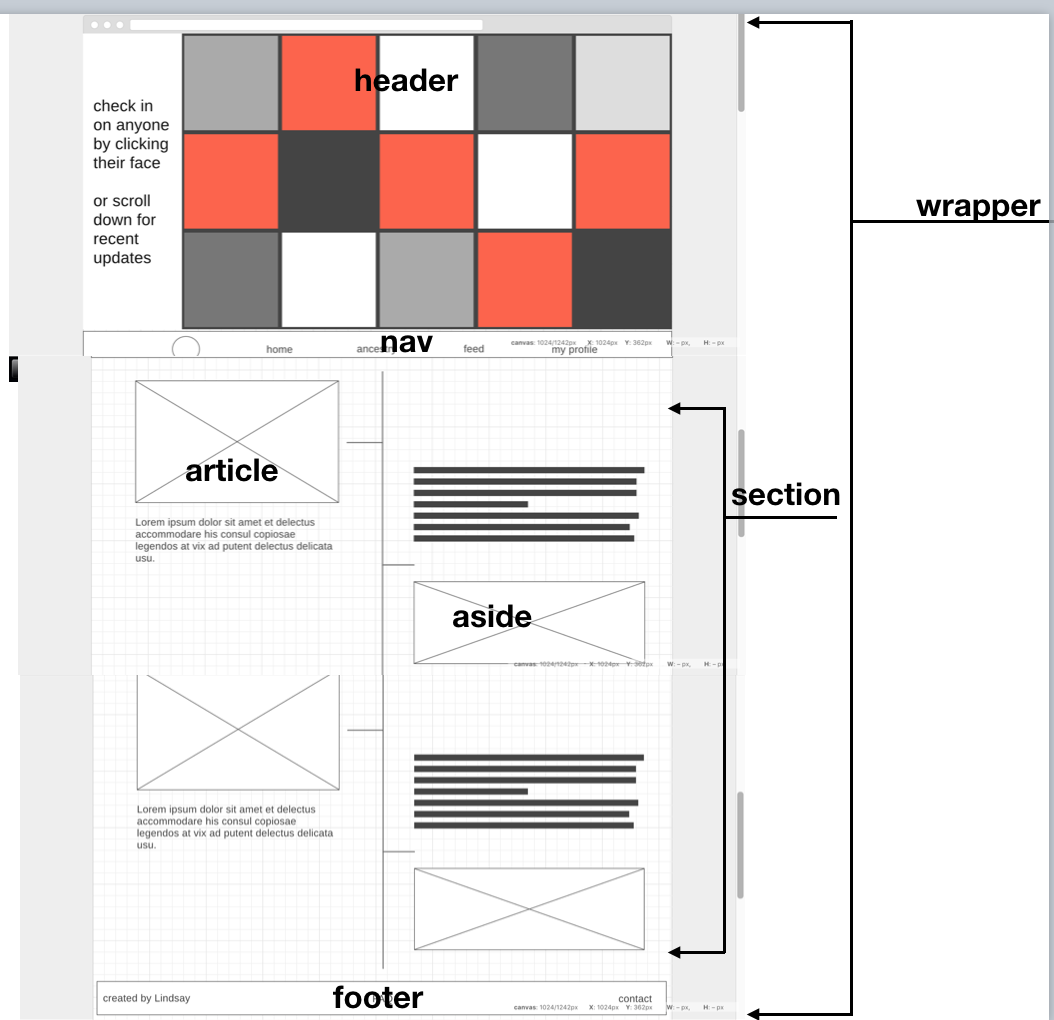 header
check in
on anyone
by clicking
their face
or scroll
down for
recent
updates
wrapper
nav
home ancestry feed my profile
canvas: 1024/1242px X: 1024px Y: 362px W: – px, H: – px
article
section
Lorem ipsum dolor sit amet et delectus
accommodare his consul copiosae
legendos at vix ad putent delectus delicata
usu.
aside
canvas: 1024/1242px X: 1024px Y: 362px W: – px, H: – px
Lorem ipsum dolor sit amet et delectus
accommodare his consul copiosae
legendos at vix ad putent delectus delicata
usu.
created by Lindsay footer contact
canvas: 1024/1242px X: 1024px Y: 362px W: – px, H: – px